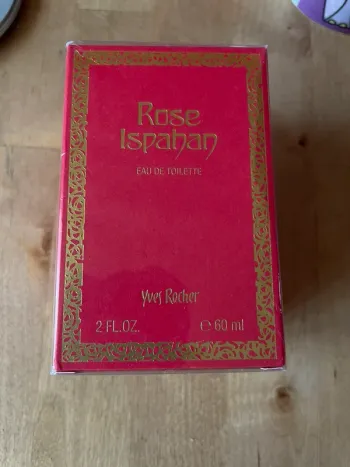 Rose
Ispahan
EAU DE TOILETTE
Yves Rocher
2 FL.OZ. ℮ 60 ml